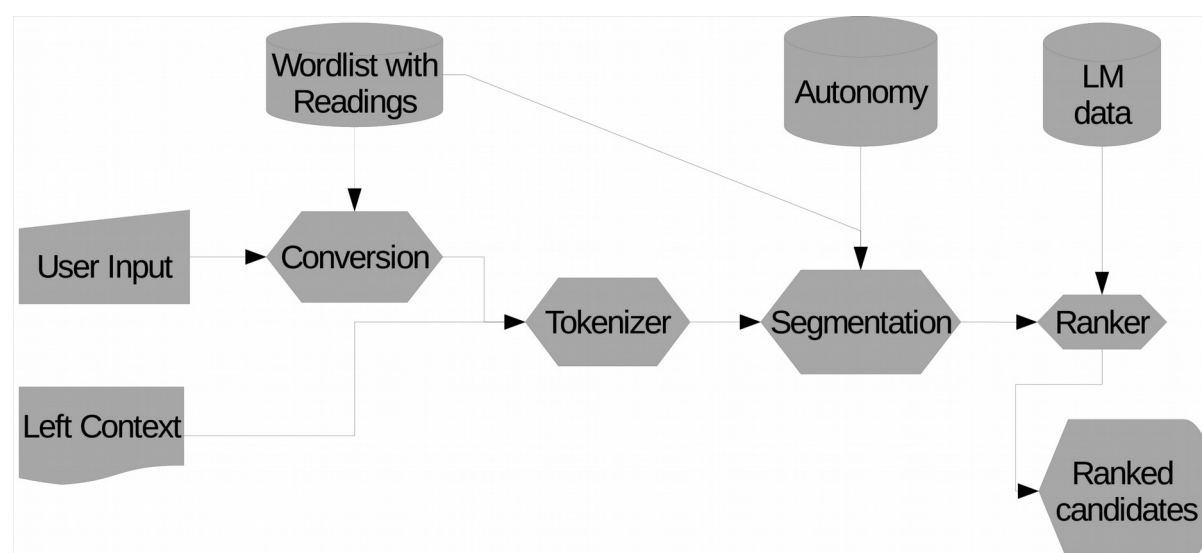 Wordlist with
Readings
Autonomy
LM
data
User Input
Conversion
Tokenizer
Segmentation
Ranker
Left Context
Ranked
candidates